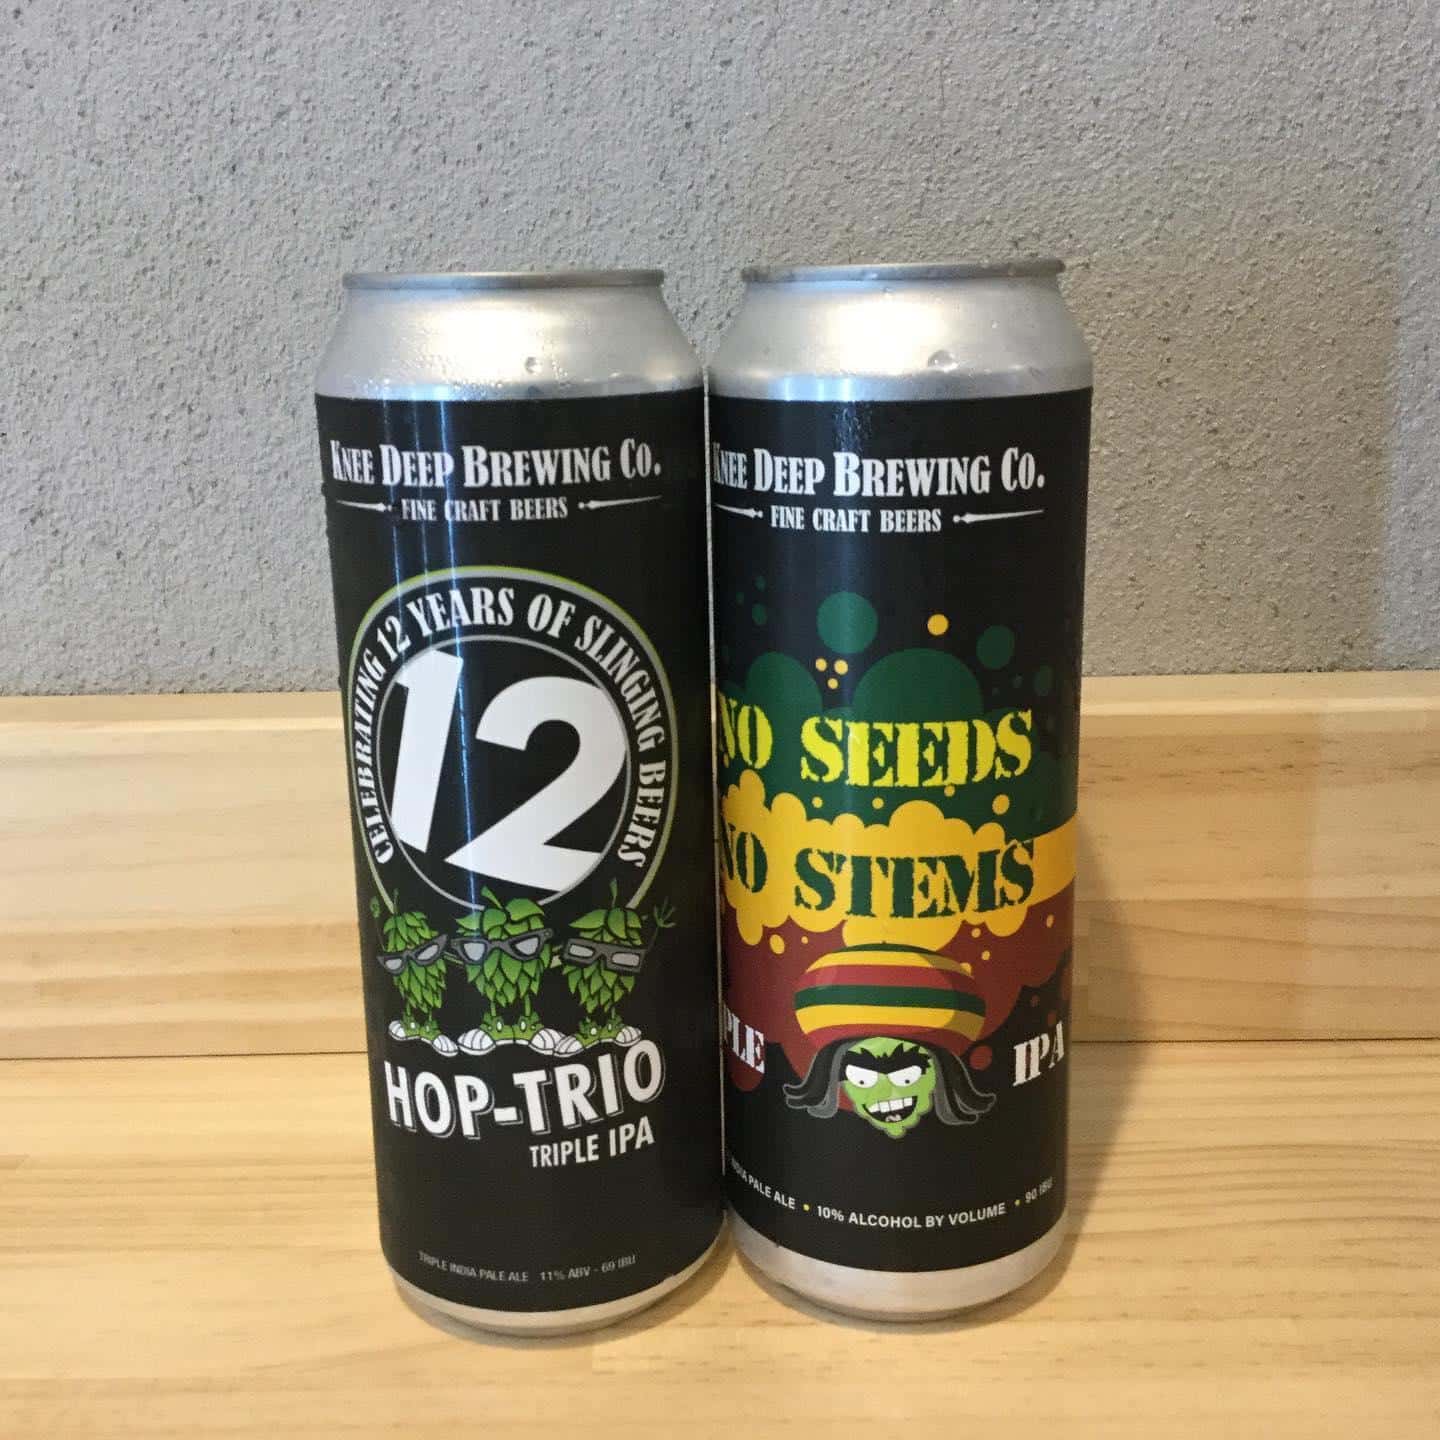 KNEE DEEP BREWING CO.
FINE CRAFT BEERS
CELEBRATING 12 YEARS OF SLINGING BEERS
12
HOP-TRIO
TRIPLE IPA
TRIPLE INDIA PALE ALE 11% ABV - 69 IBU
KNEE DEEP BREWING CO.
FINE CRAFT BEERS
NO SEEDS
NO STEMS
IPA
INDIA PALE ALE • 10% ALCOHOL BY VOLUME • 90 IBU